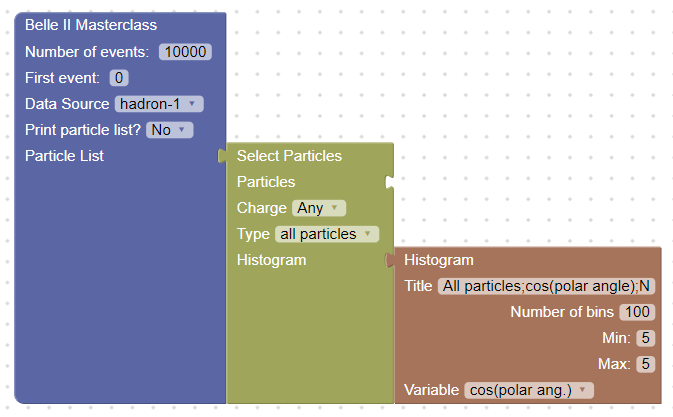 Belle II Masterclass
Number of events: 10000
First event: 0
Data Source hadron-1
Print particle list? No
Particle List
Select Particles
Particles
Charge Any
Type all particles
Histogram
Histogram
Title All particles;cos(polar angle);N
Number of bins 100
Min: 5
Max: 5
Variable cos(polar ang.)